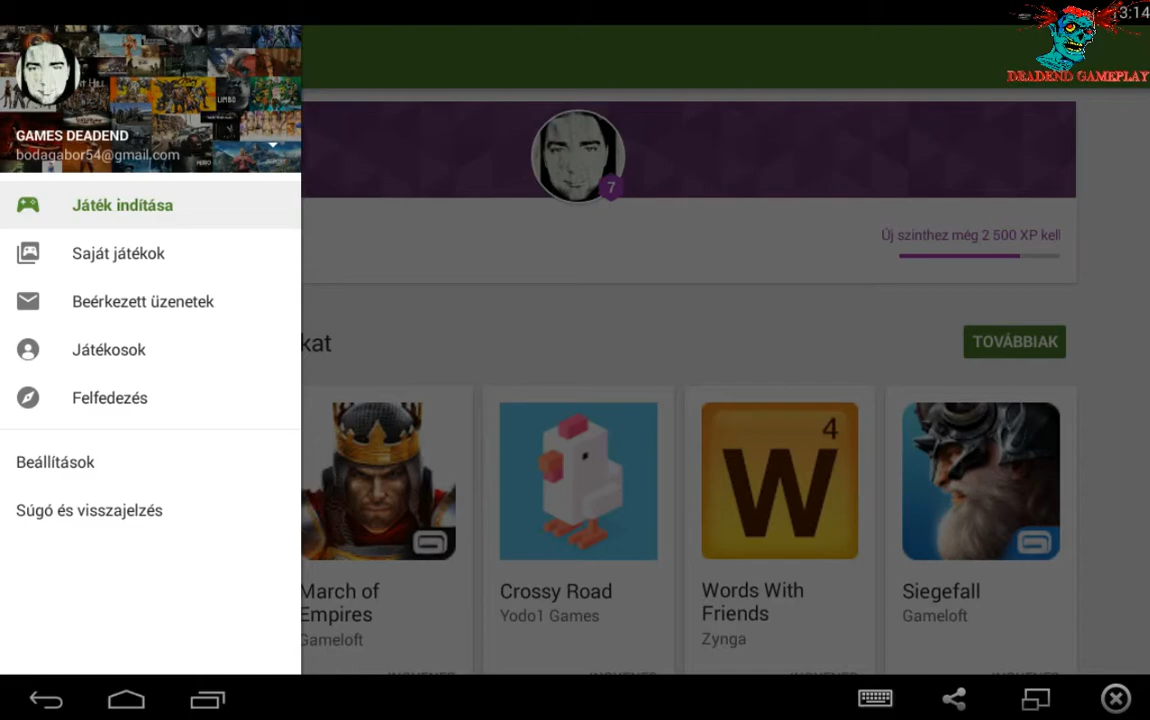 3:14
DEADEND GAMEPLAY
GAMES DEADEND
bodagabor54@gmail.com
Játék indítása
Saját játékok
Beérkezett üzenetek
Játékosok
Felfedezés
Beállítások
Súgó és visszajelzés
7
Új szinthez még 2 500 XP kell
kat
TOVÁBBIAK
4
W
March of
Empires
Gameloft
Crossy Road
Yodo1 Games
Words With
Friends
Zynga
Siegefall
Gameloft
LIMBO